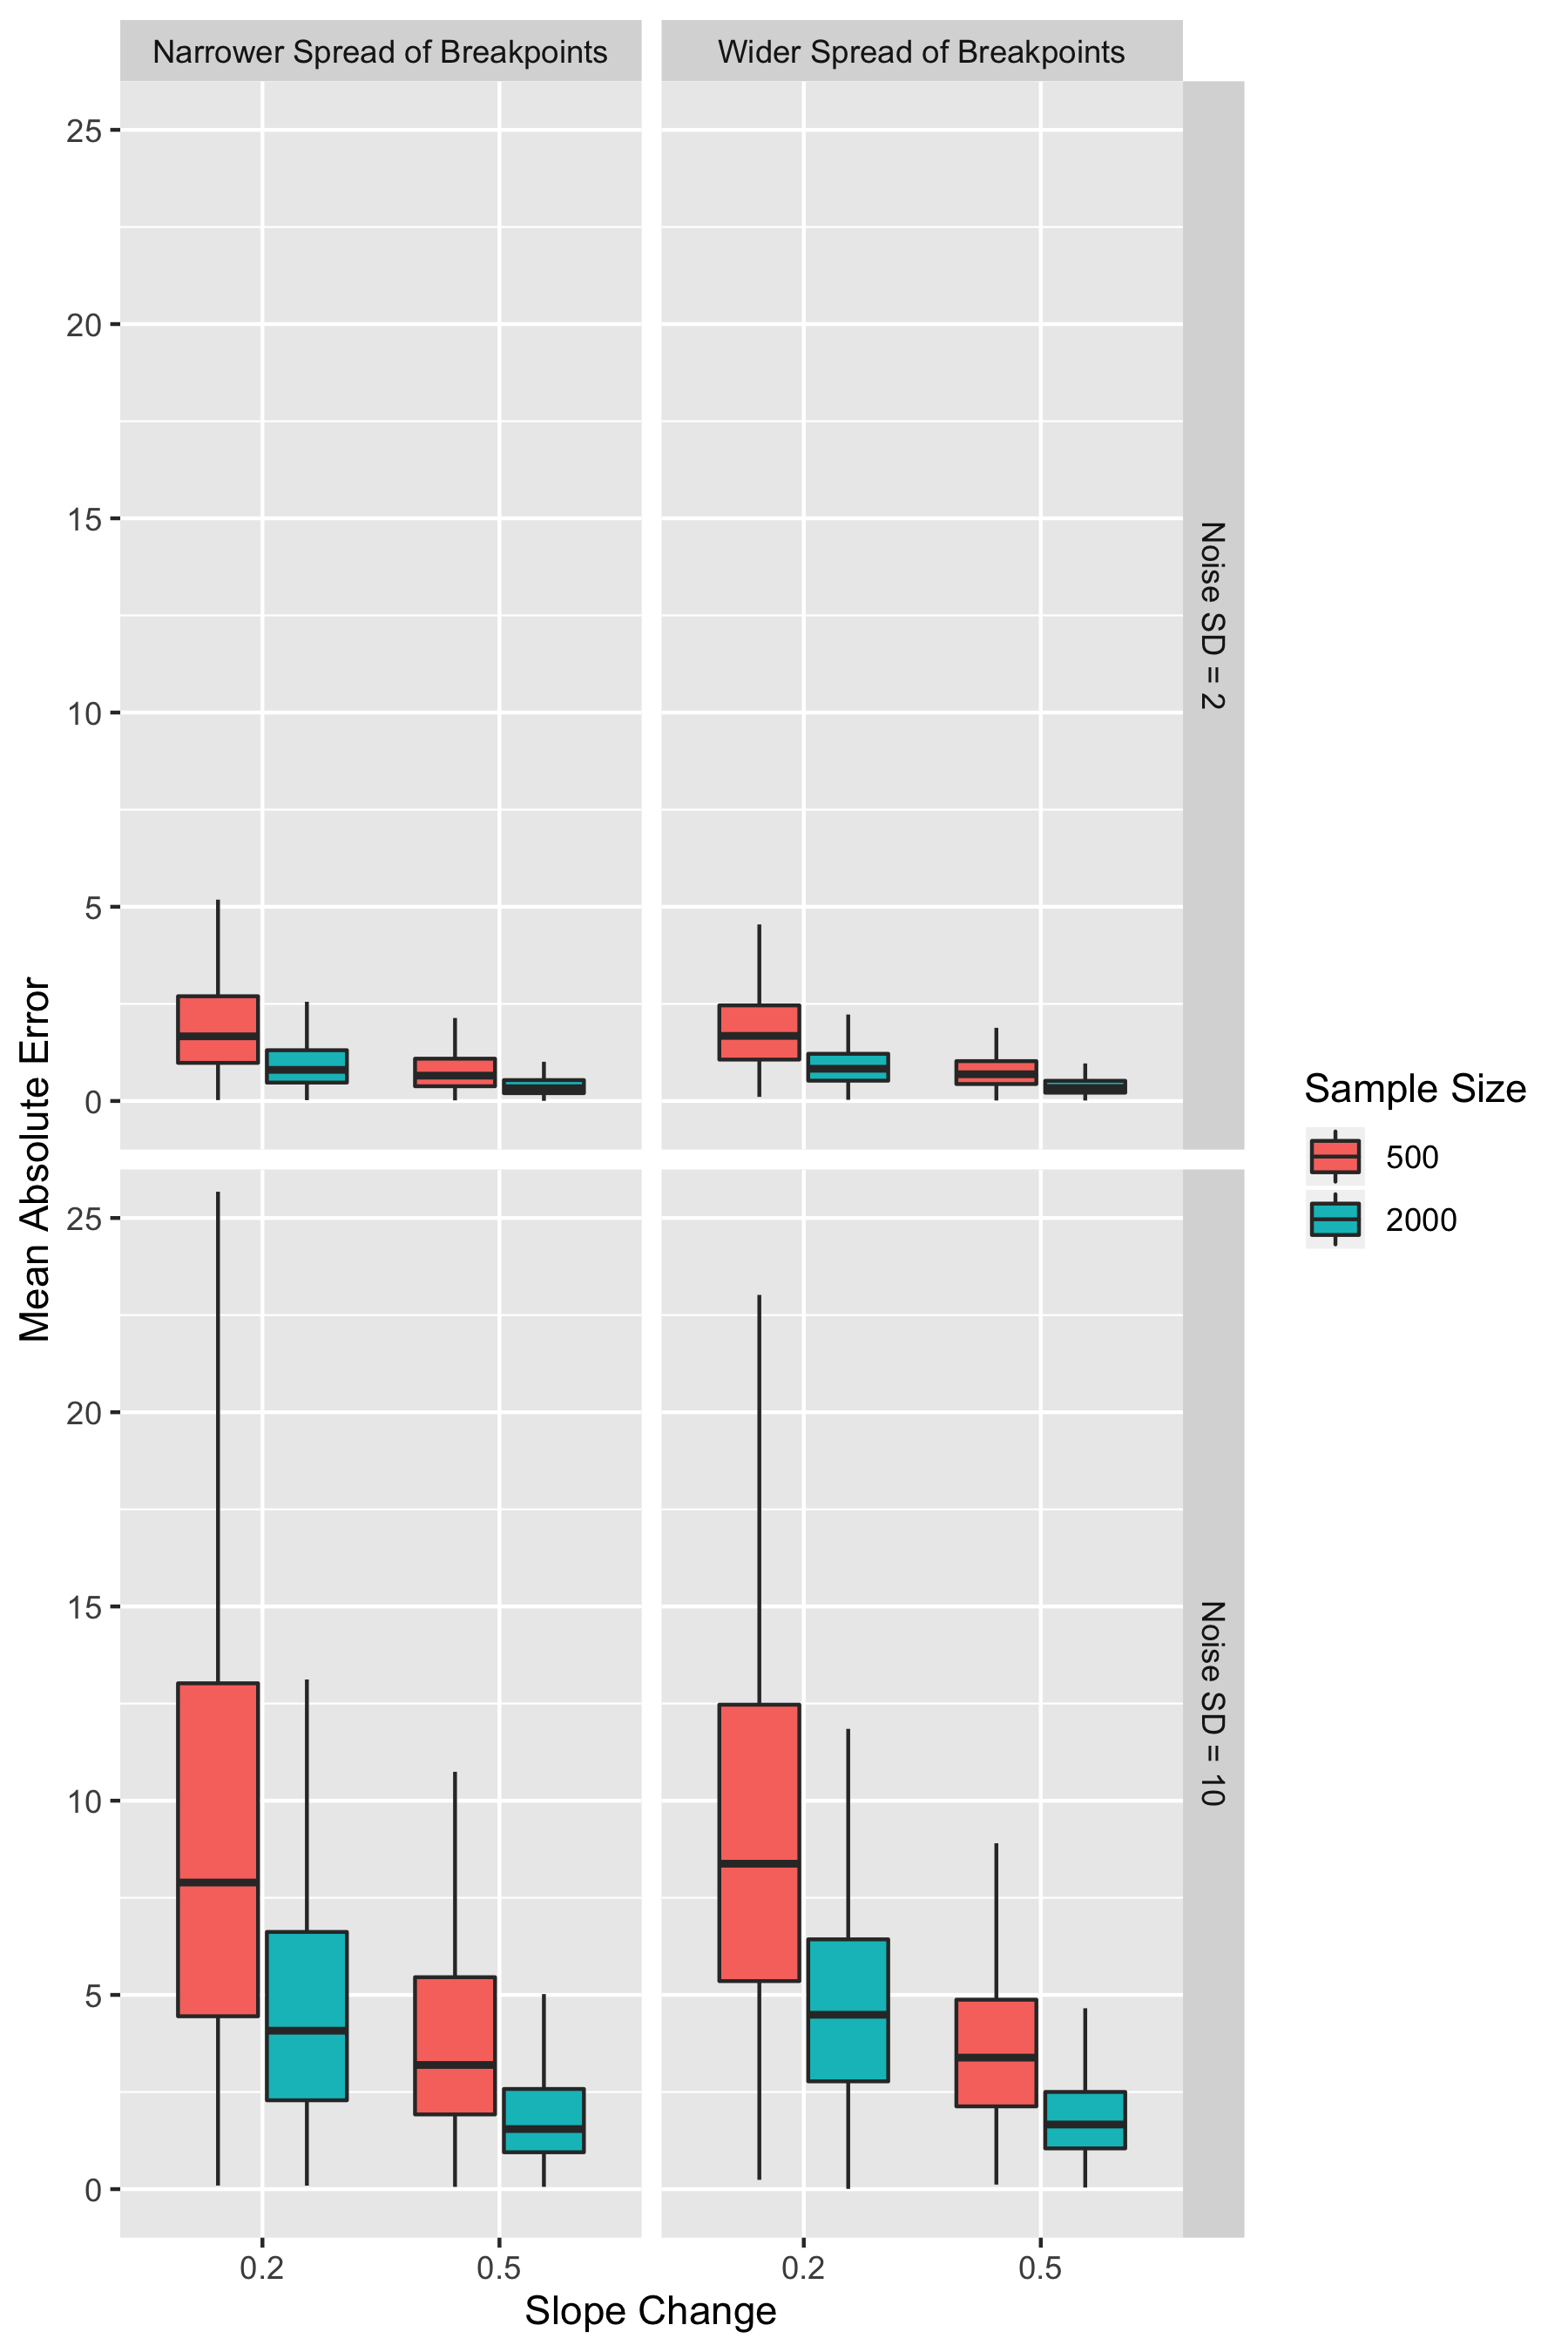 Narrower Spread of Breakpoints
Wider Spread of Breakpoints
25
20
15
10
5
0
Noise SD = 2
Mean Absolute Error
25
20
15
10
5
0
Noise SD = 10
0.2
0.5
0.2
0.5
Slope Change
Sample Size
500
2000